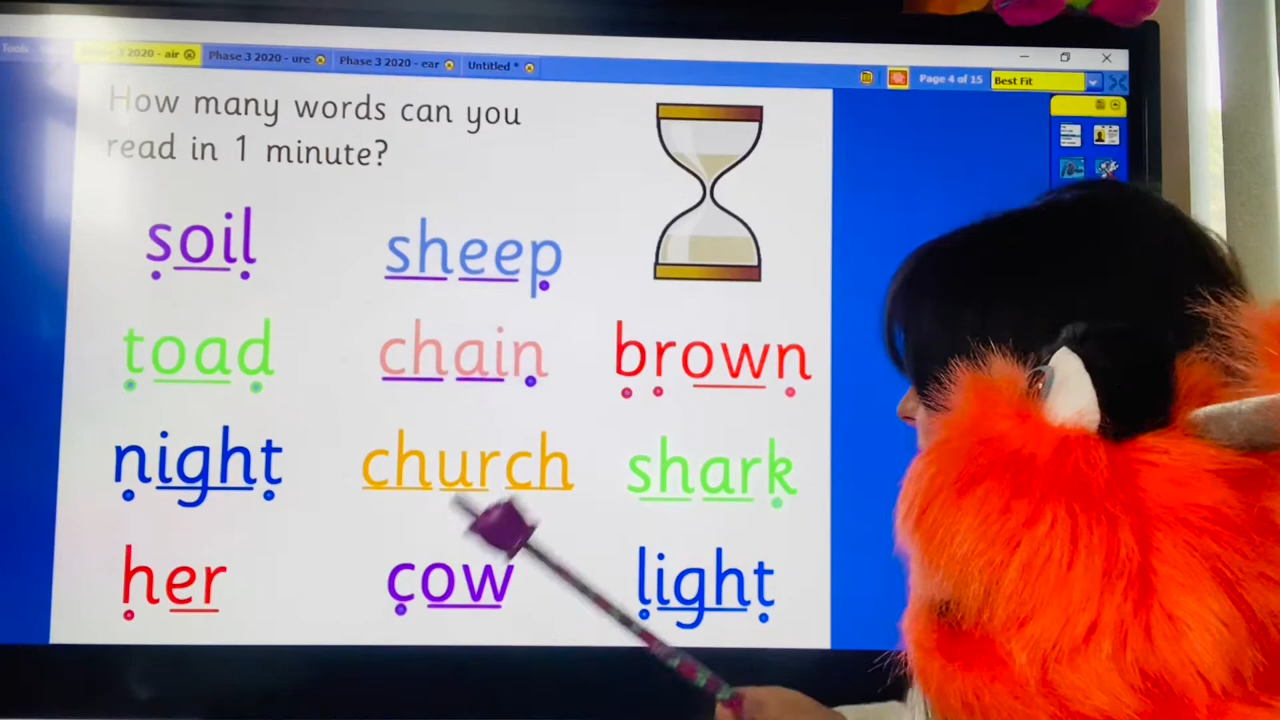 Tools
Phase 3 2020 - air
Phase 3 2020 - ure
Phase 3 2020 - ear
Untitled *
Page 4 of 15
Best Fit
How many words can you
read in 1 minute?
soil sheep
toad chain brown
night church shark
her cow light